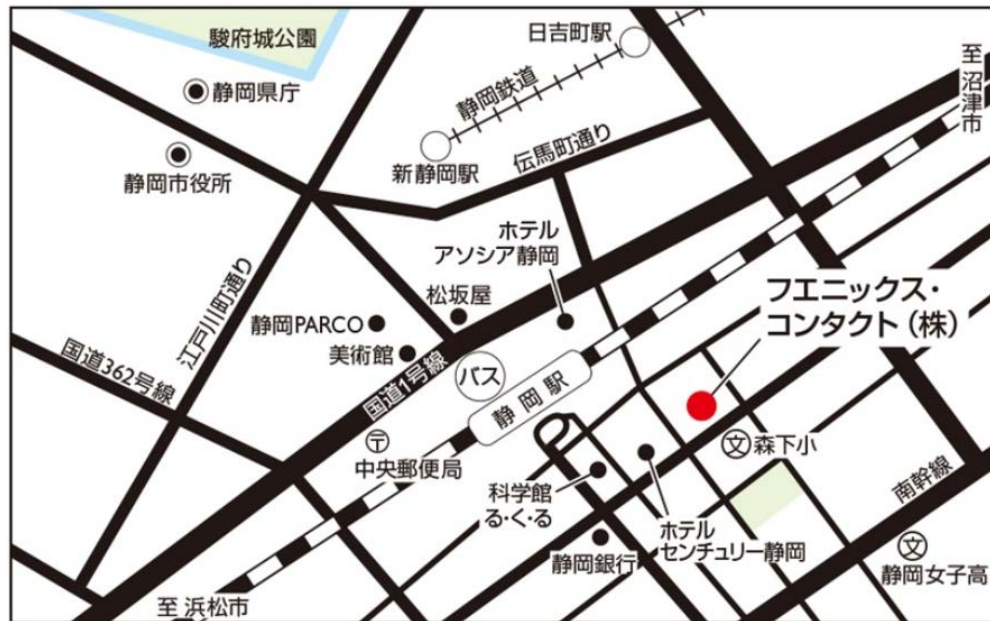 駿府城公園
静岡県庁
静岡市役所
日吉町駅
静岡鉄道
新静岡駅
伝馬町通り
至 沼津市
ホテル
アソシア静岡
松坂屋
静岡PARCO
美術館
江戸川町通り
国道362号線
国道1号線
バス
静岡駅
フエニックス・
コンタクト(株)
〒
中央郵便局
科学館
る・く・る
文 森下小
ホテル
センチュリー静岡
静岡銀行
南幹線
文
静岡女子高
至 浜松市